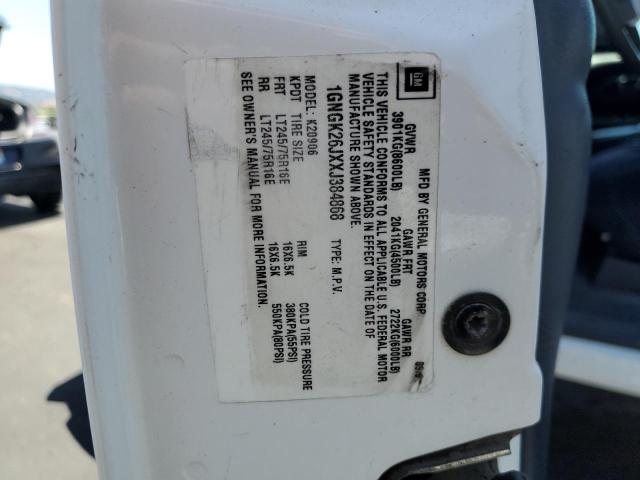 GM
MFD BY GENERAL MOTORS CORP
GVWR GAWR FRT GAWR RR
3901KG(8600LB) 2041KG(4500LB) 2722KG(6000LB)
THIS VEHICLE CONFORMS TO ALL APPLICABLE U.S. FEDERAL MOTOR
VEHICLE SAFETY STANDARDS IN EFFECT ON THE DATE OF
MANUFACTURE SHOWN ABOVE.
1GNGK26JXXJ384868 TYPE: M.P.V.
MODEL: K20906
KPDT TIRE SIZE RIM COLD TIRE PRESSURE
FRT LT245/75R16E 16X6.5K 380KPA(55PSI)
RR LT245/75R16E 16X6.5K 550KPA(80PSI)
SEE OWNER'S MANUAL FOR MORE INFORMATION.